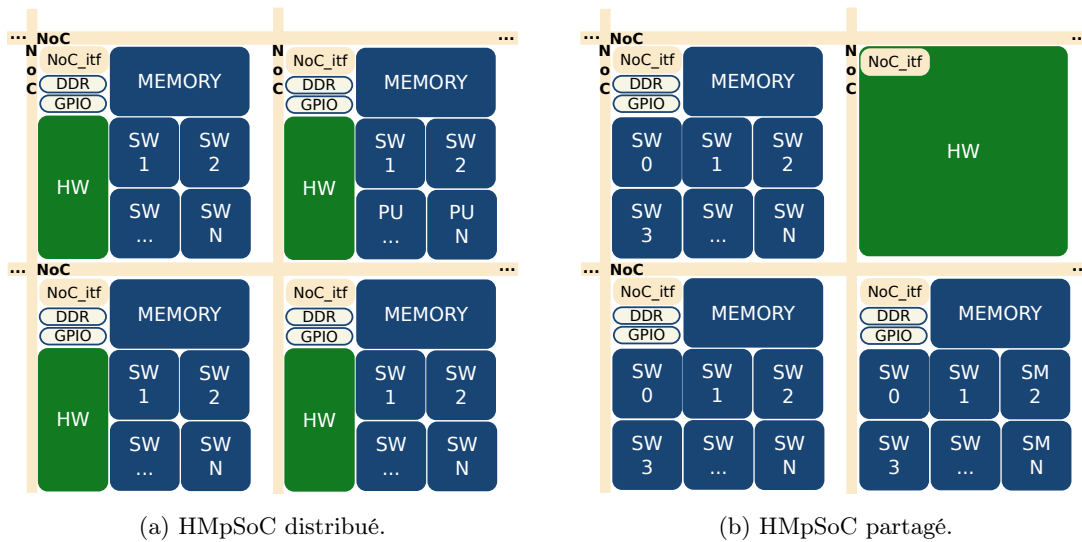 ... NoC ...
NoC
NoC_itf
DDR
GPIO
MEMORY
HW
SW 1
SW 2
SW ...
SW N
NoC
NoC_itf
DDR
GPIO
MEMORY
HW
SW 1
SW 2
PU ...
PU N
... NoC ...
NoC_itf
DDR
GPIO
MEMORY
HW
SW 1
SW 2
SW ...
SW N
NoC_itf
DDR
GPIO
MEMORY
HW
SW 1
SW 2
SW ...
SW N
(a) HMpSoC distribué.
... NoC ...
NoC
NoC_itf
DDR
GPIO
MEMORY
SW 0
SW 1
SW 2
SW 3
SW ...
SW N
NoC
NoC_itf
HW
... NoC ...
NoC_itf
DDR
GPIO
MEMORY
SW 0
SW 1
SW 2
SW 3
SW ...
SW N
NoC_itf
DDR
GPIO
MEMORY
SW 0
SW 1
SM 2
SW 3
SW ...
SM N
(b) HMpSoC partagé.